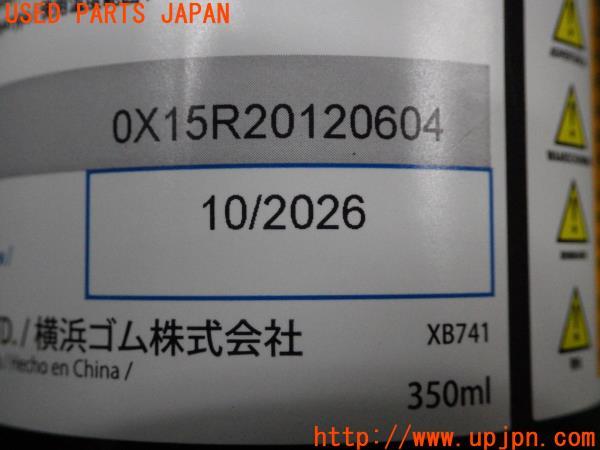 USED PARTS JAPAN
0X15R20120604
10/2026
D./横浜ゴム株式会社
XB741
/Hecho en China /
350ml
http://www.upjpn.com/